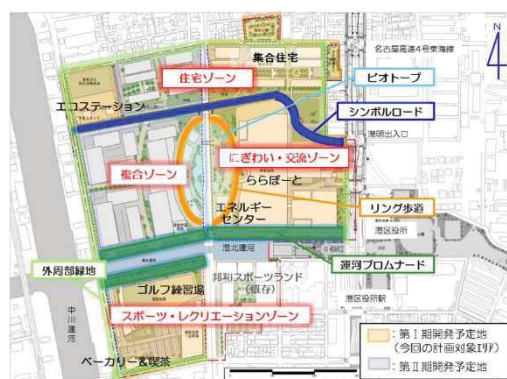 N
名古屋高速4号東海線
集合住宅
住宅ゾーン
ビオトープ
エコステーション
シンボルロード
港明出入口
にぎわい・交流ゾーン
複合ゾーン
ららぽーと
リング歩道
エネルギー
センター
港区役所
港北運河
運河プロムナード
外周部緑地
邦和スポーツランド
(既存)
ゴルフ練習場
港区役所駅
スポーツ・レクリエーションゾーン
中川運河
ベーカリー&喫茶
:第Ⅰ期開発予定地
(今回の計画対象エリア)
:第Ⅱ期開発予定地